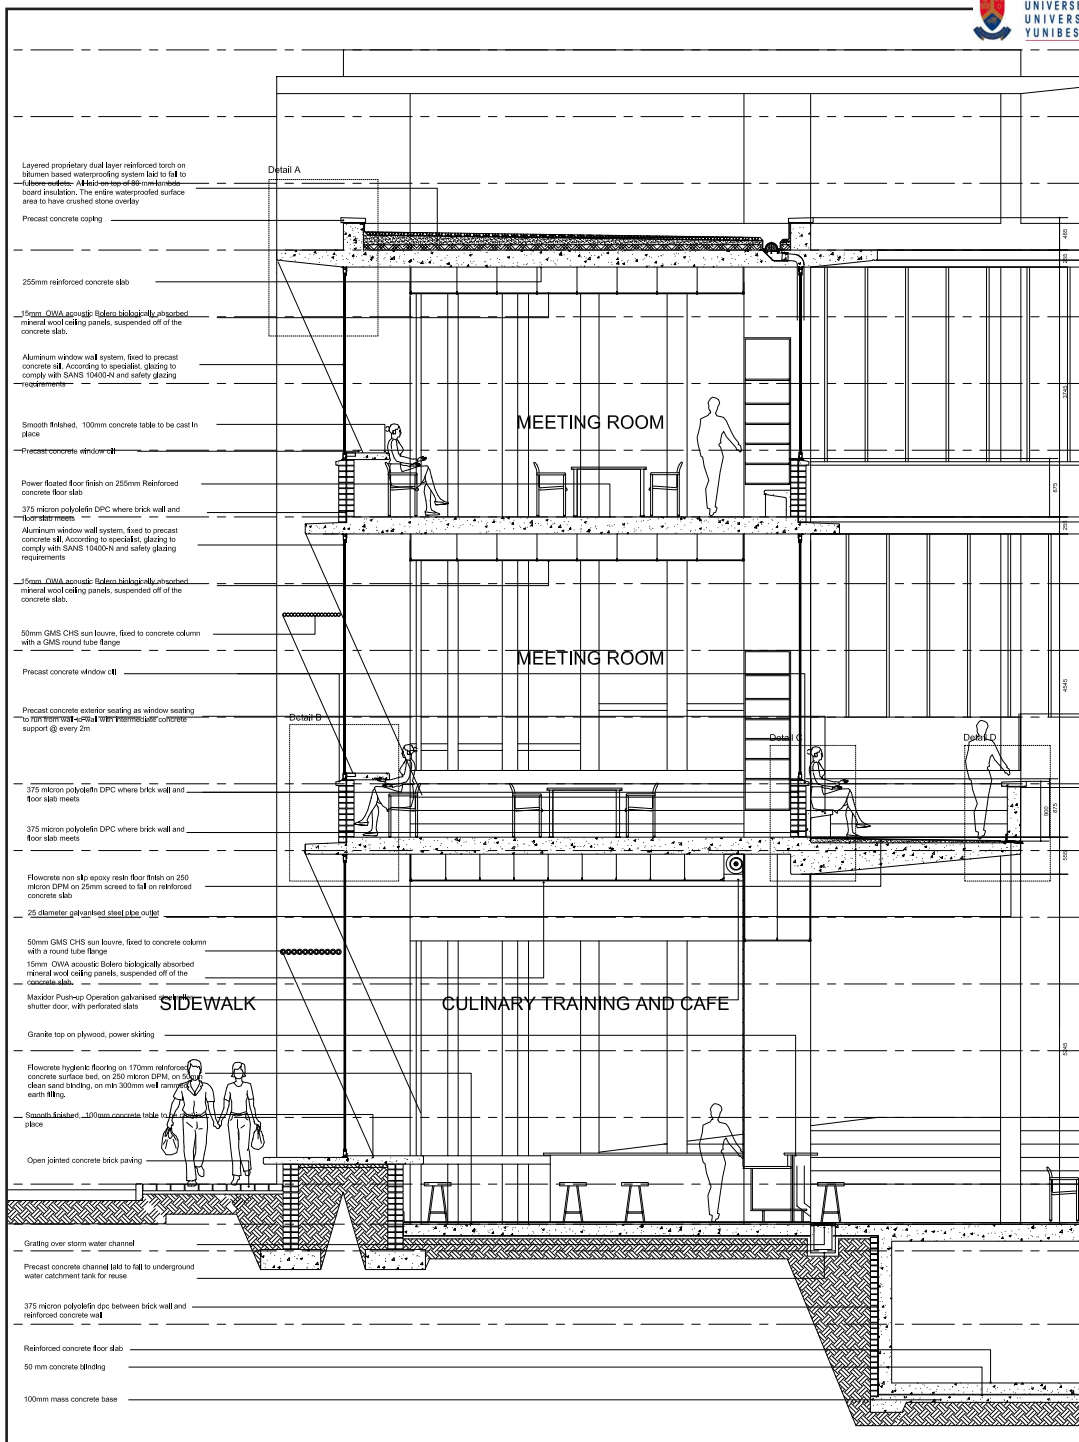 UNIVERSI
UNIVERS
YUNIBES
Detail A
Layered proprietary dual layer reinforced torch on
bitumen based waterproofing system laid to fall to
fulbore outlets. All laid on top of 80 mm lambda
board insulation. The entire waterproofed surface
area to have crushed stone overlay
Precast concrete coping
485
255
255mm reinforced concrete slab
15mm OWA acoustic Bolero biologically absorbed
mineral wool ceiling panels, suspended off of the
concrete slab.
Aluminum window wall system, fixed to precast
concrete sill, According to specialist, glazing to
comply with SANS 10400-N and safety glazing
requirements
3745
MEETING ROOM
Smooth finished, 100mm concrete table to be cast in
place
Precast concrete window cill
Power floated floor finish on 255mm Reinforced
concrete floor slab
875
375 micron polyolefin DPC where brick wall and
floor slab meets
255
Aluminum window wall system, fixed to precast
concrete sill, According to specialist, glazing to
comply with SANS 10400-N and safety glazing
requirements
15mm OWA acoustic Bolero biologically absorbed
mineral wool ceiling panels, suspended off of the
concrete slab.
50mm GMS CHS sun louvre, fixed to concrete column
with a GMS round tube flange
MEETING ROOM
Precast concrete window cill
4545
Precast concrete exterior seating as window seating
to run from wall-to-wall with intermediate concrete
support @ every 2m
Detail B
Detail C
Detail D
375 micron polyolefin DPC where brick wall and
floor slab meets
900
875
375 micron polyolefin DPC where brick wall and
floor slab meets
555
Flowcrete non slip epoxy resin floor finish on 250
micron DPM on 25mm screed to fall on reinforced
concrete slab
25 diameter galvanised steel pipe outlet
50mm GMS CHS sun louvre, fixed to concrete column
with a round tube flange
15mm OWA acoustic Bolero biologically absorbed
mineral wool ceiling panels, suspended off of the
concrete slab.
Maxidor Push-up Operation galvanised steel roller
shutter door, with perforated slats
SIDEWALK
CULINARY TRAINING AND CAFE
Granite top on plywood, power skirting
5245
Flowcrete hygienic flooring on 170mm reinforced
concrete surface bed, on 250 micron DPM, on 50mm
clean sand binding, on min 300mm well rammed
earth filling.
Smooth finished, 100mm concrete table to be in
place
Open jointed concrete brick paving
Grating over storm water channel
Precast concrete channel laid to fall to underground
water catchment tank for reuse
375 micron polyolefin dpc between brick wall and
reinforced concrete wall
Reinforced concrete floor slab
50 mm concrete blinding
100mm mass concrete base